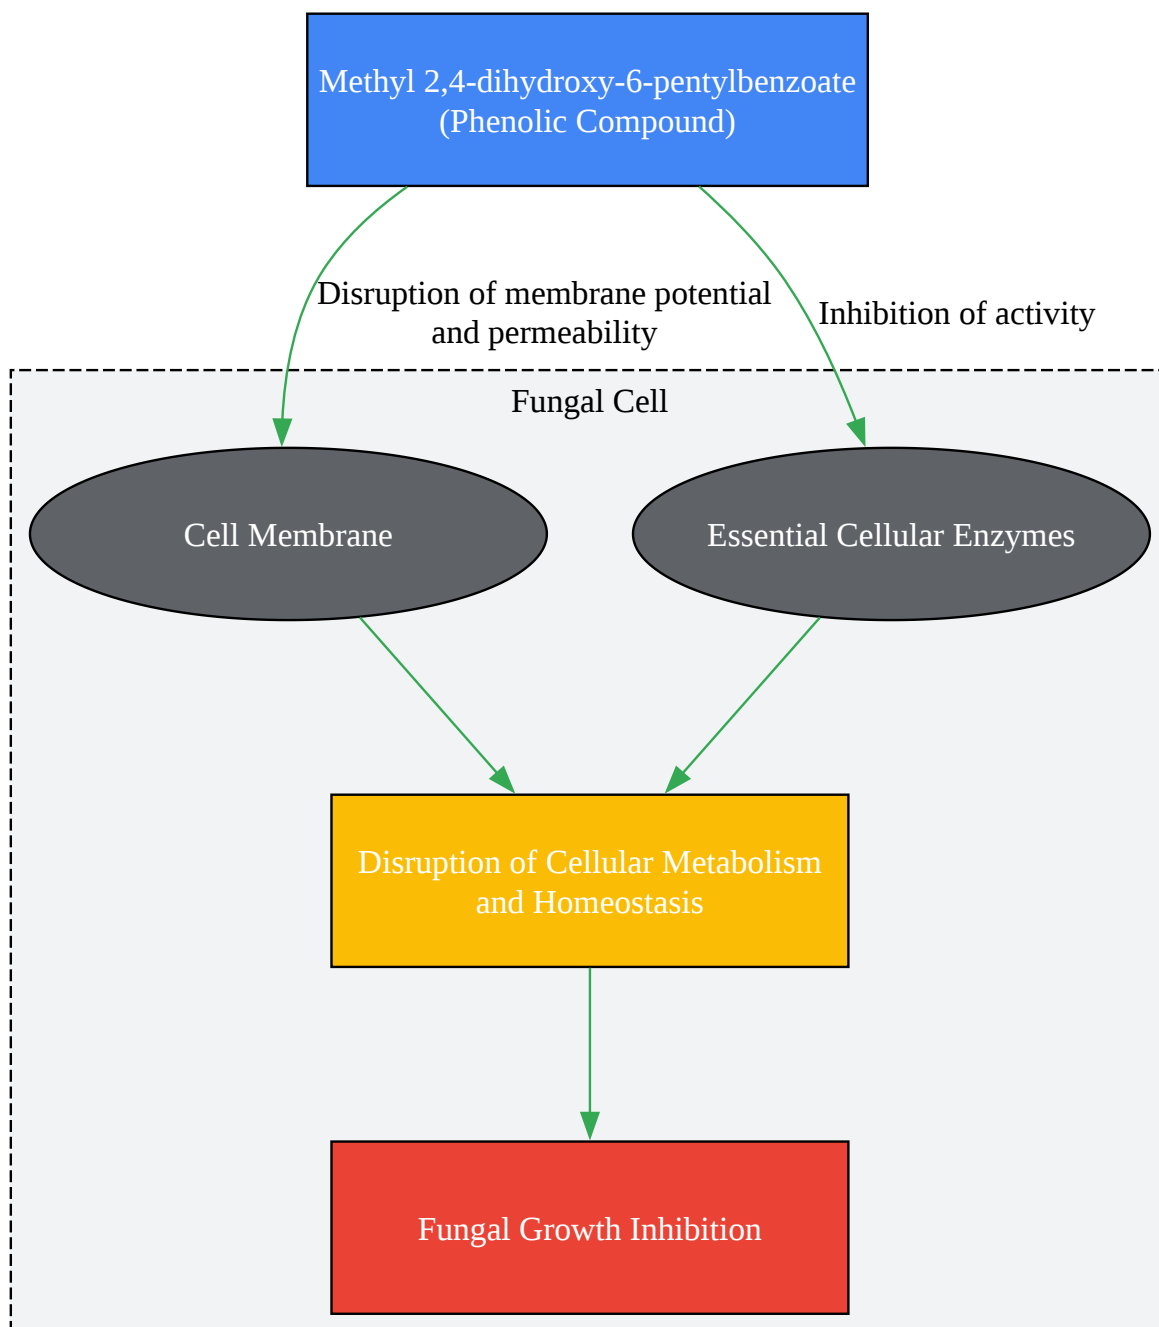 Methyl 2,4-dihydroxy-6-pentylbenzoate
(Phenolic Compound)
Disruption of membrane potential
and permeability
Inhibition of activity
Fungal Cell
Cell Membrane
Essential Cellular Enzymes
Disruption of Cellular Metabolism
and Homeostasis
Fungal Growth Inhibition